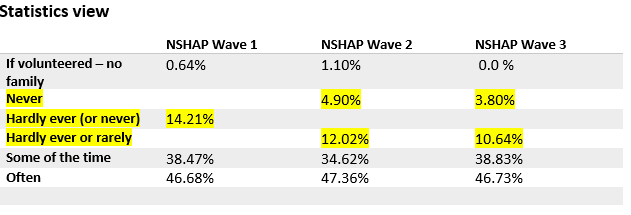 Statistics view
NSHAP Wave 1 NSHAP Wave 2 NSHAP Wave 3
If volunteered – no 0.64% 1.10% 0.0 %
family
Never 4.90% 3.80%
Hardly ever (or never) 14.21%
Hardly ever or rarely 12.02% 10.64%
Some of the time 38.47% 34.62% 38.83%
Often 46.68% 47.36% 46.73%